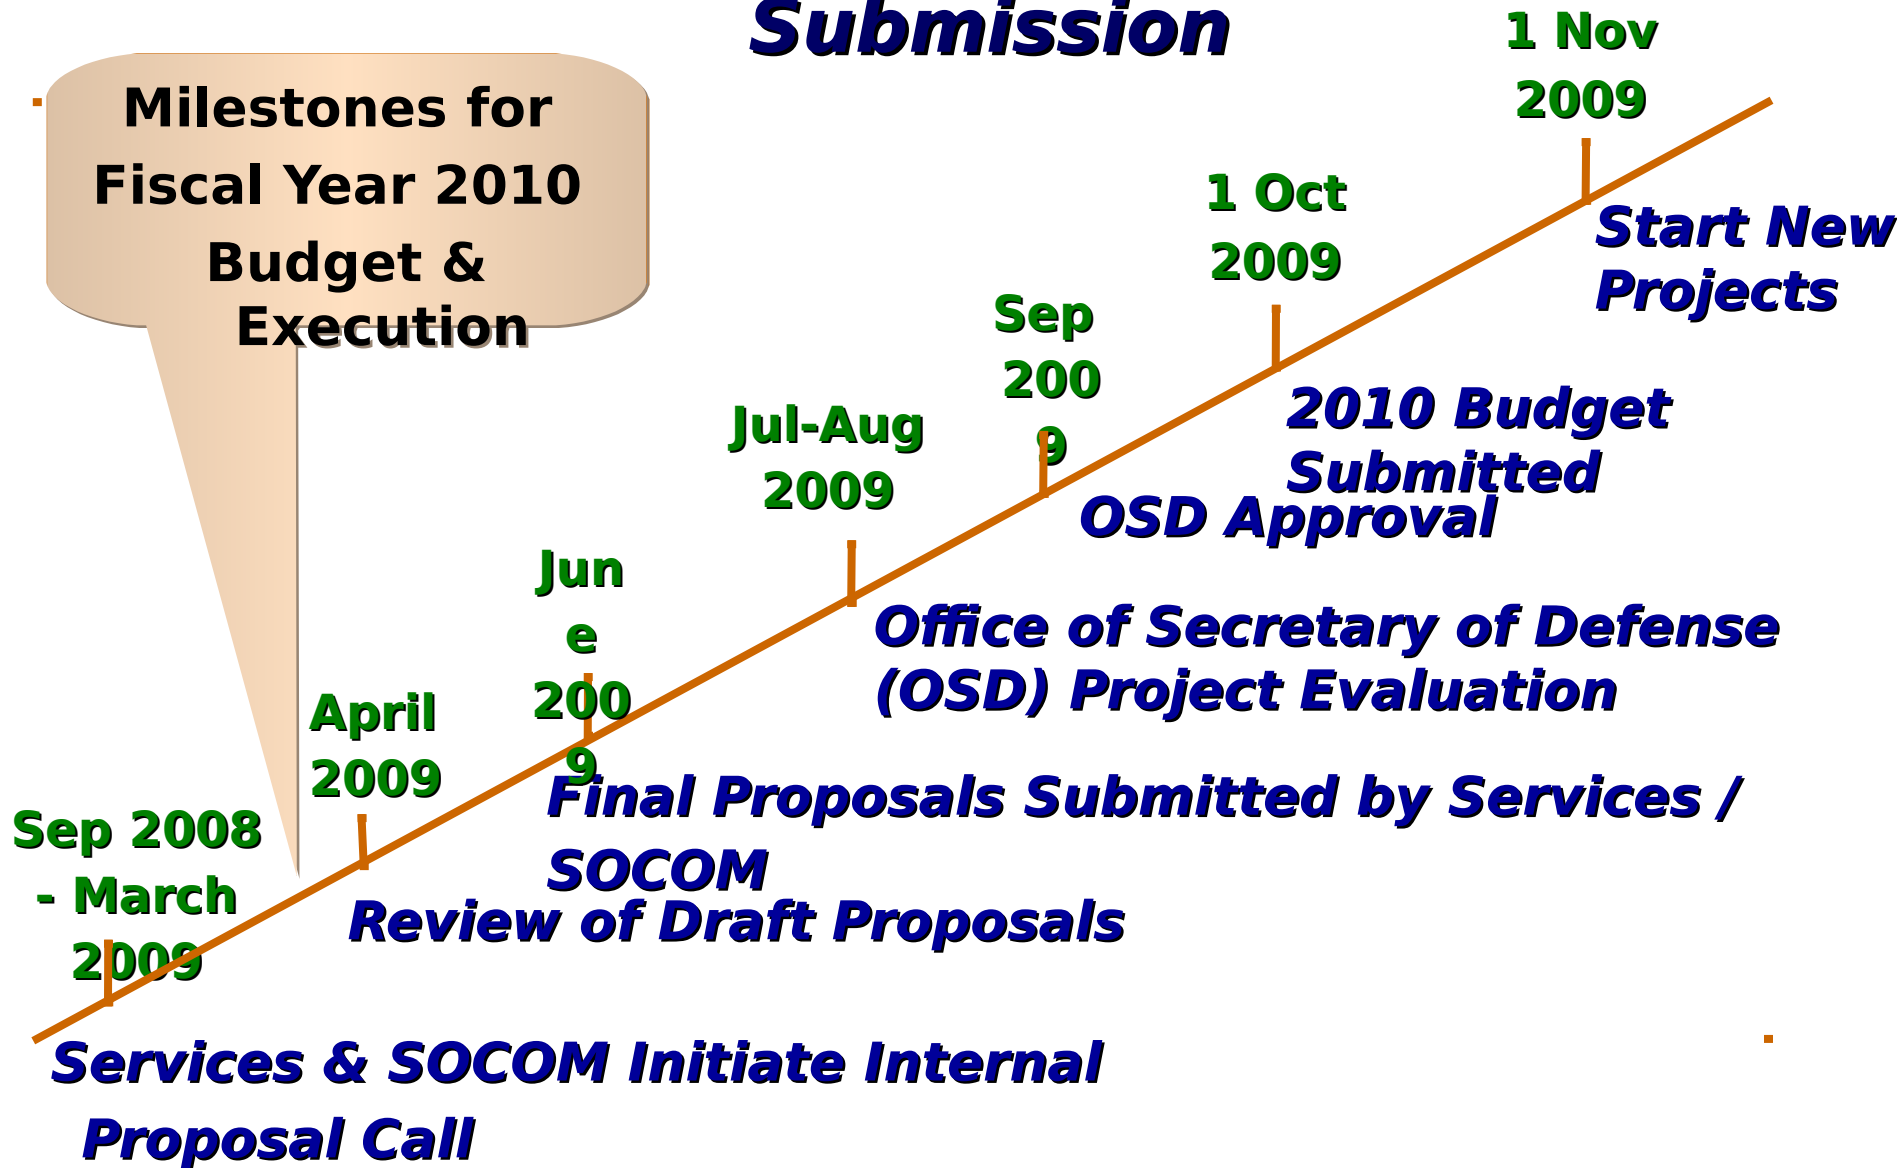 Submission
Milestones for
Fiscal Year 2010
Budget &
Execution
1 Nov
2009
Start New
Projects
1 Oct
2009
2010 Budget
Submitted
Sep
200
9
OSD Approval
Jul-Aug
2009
Office of Secretary of Defense
(OSD) Project Evaluation
Jun
e
200
9
Final Proposals Submitted by Services /
SOCOM
April
2009
Review of Draft Proposals
Sep 2008
- March
2009
Services & SOCOM Initiate Internal
Proposal Call